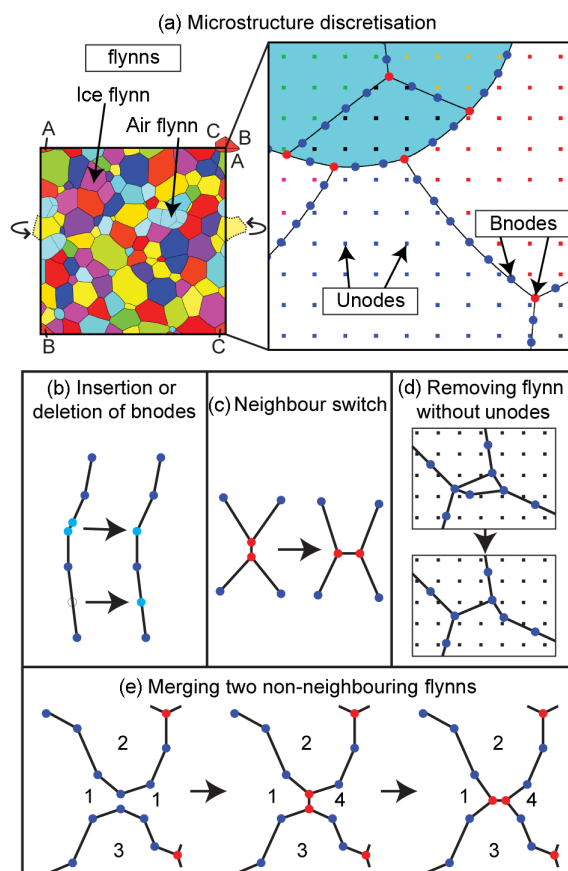 (a) Microstructure discretisation
flynns
Ice flynn
Air flynn
A
C
B
A
B
C
Bnodes
Unodes
(b) Insertion or
deletion of bnodes
(c) Neighbour switch
(d) Removing flynn
without unodes
(e) Merging two non-neighbouring flynns
2
1
1
3
2
1
4
3
2
1
4
3